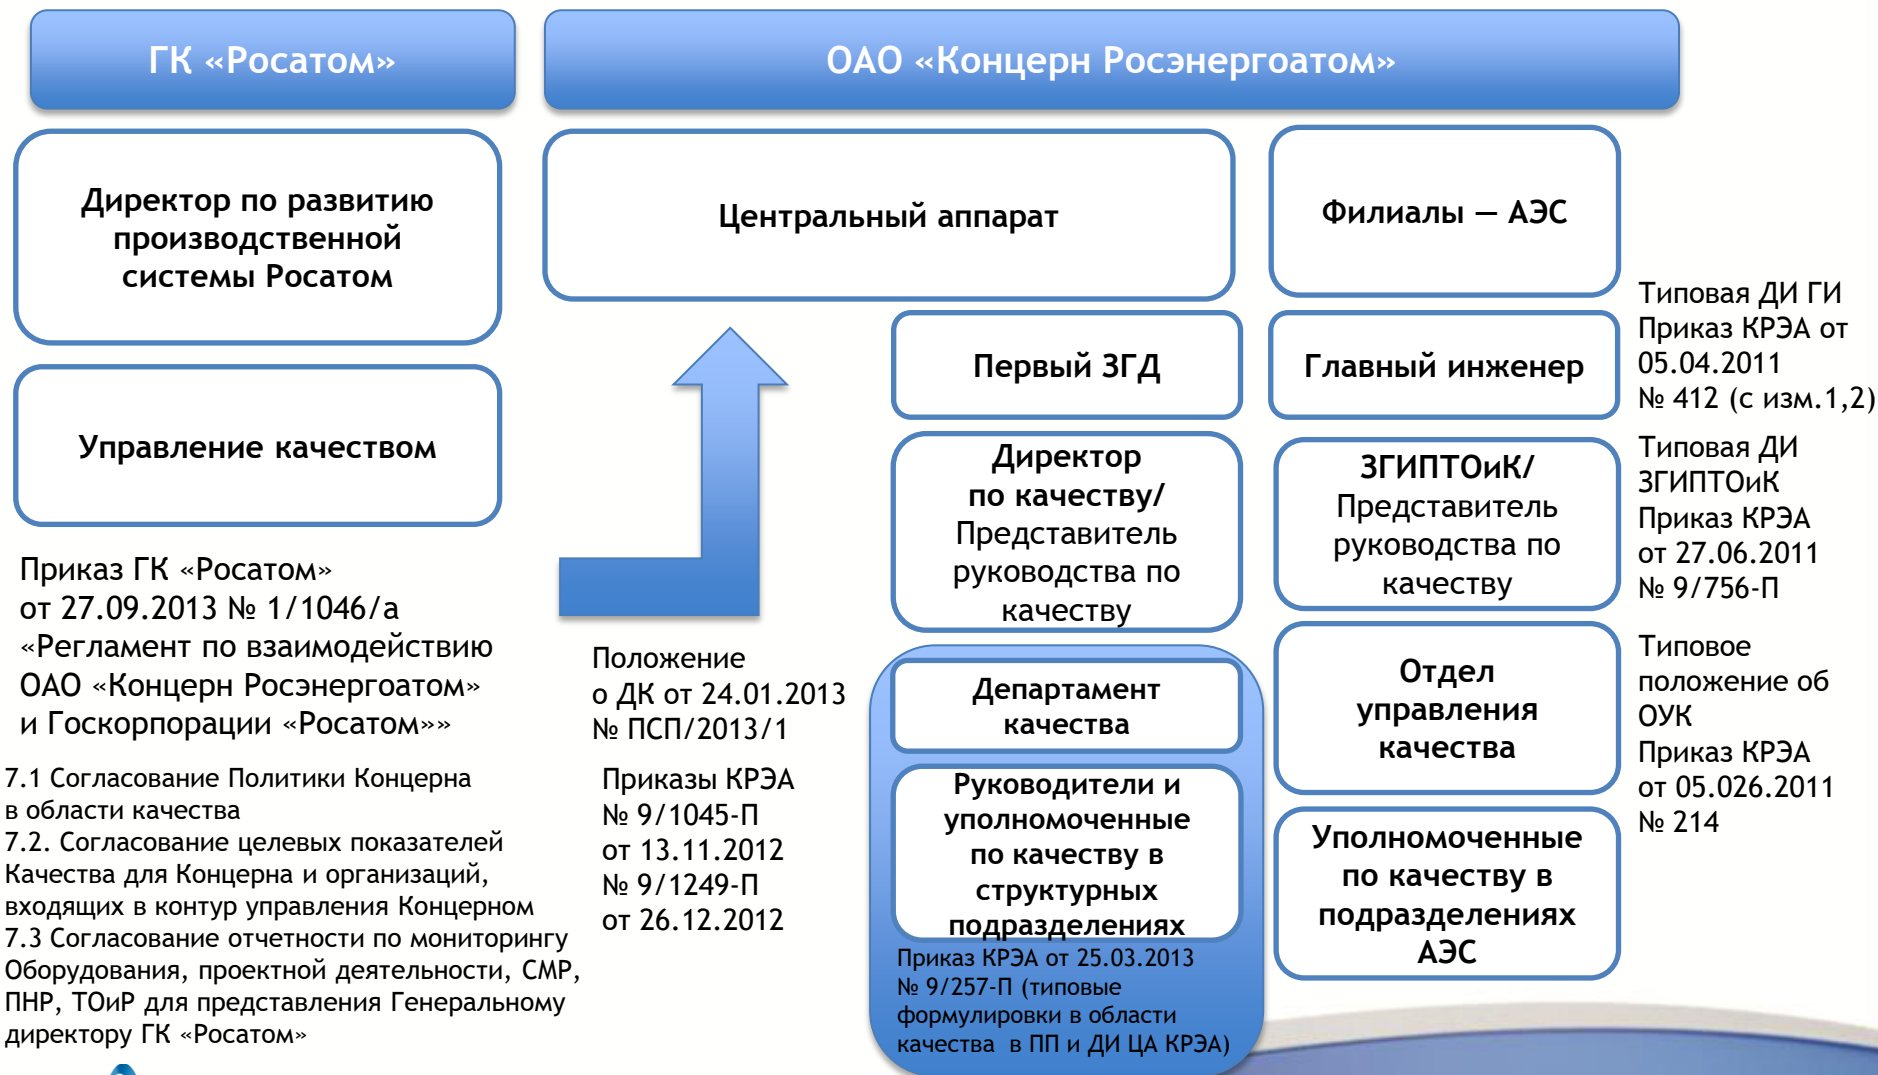 ГК «Росатом»
ОАО «Концерн Росэнергоатом»
Директор по развитию
производственной
системы Росатом
Управление качеством
Приказ ГК «Росатом»
от 27.09.2013 № 1/1046/а
«Регламент по взаимодействию
ОАО «Концерн Росэнергоатом»
и Госкорпорации «Росатом»»
7.1 Согласование Политики Концерна
в области качества
7.2. Согласование целевых показателей
Качества для Концерна и организаций,
входящих в контур управления Концерном
7.3 Согласование отчетности по мониторингу
Оборудования, проектной деятельности, СМР,
ПНР, ТОиР для представления Генеральному
директору ГК «Росатом»
Центральный аппарат
Положение
о ДК от 24.01.2013
№ ПСП/2013/1
Приказы КРЭА
№ 9/1045-П
от 13.11.2012
№ 9/1249-П
от 26.12.2012
Первый ЗГД
Директор
по качеству/
Представитель
руководства по
качеству
Департамент
качества
Руководители и
уполномоченные
по качеству в
структурных
подразделениях
Приказ КРЭА от 25.03.2013
№ 9/257-П (типовые
формулировки в области
качества в ПП и ДИ ЦА КРЭА)
Филиалы — АЭС
Главный инженер
ЗГИПТОиК/
Представитель
руководства по
качеству
Отдел
управления
качества
Уполномоченные
по качеству в
подразделениях
АЭС
Типовая ДИ ГИ
Приказ КРЭА от
05.04.2011
№ 412 (с изм.1,2)
Типовая ДИ
ЗГИПТОиК
Приказ КРЭА
от 27.06.2011
№ 9/756-П
Типовое
положение об
ОУК
Приказ КРЭА
от 05.026.2011
№ 214